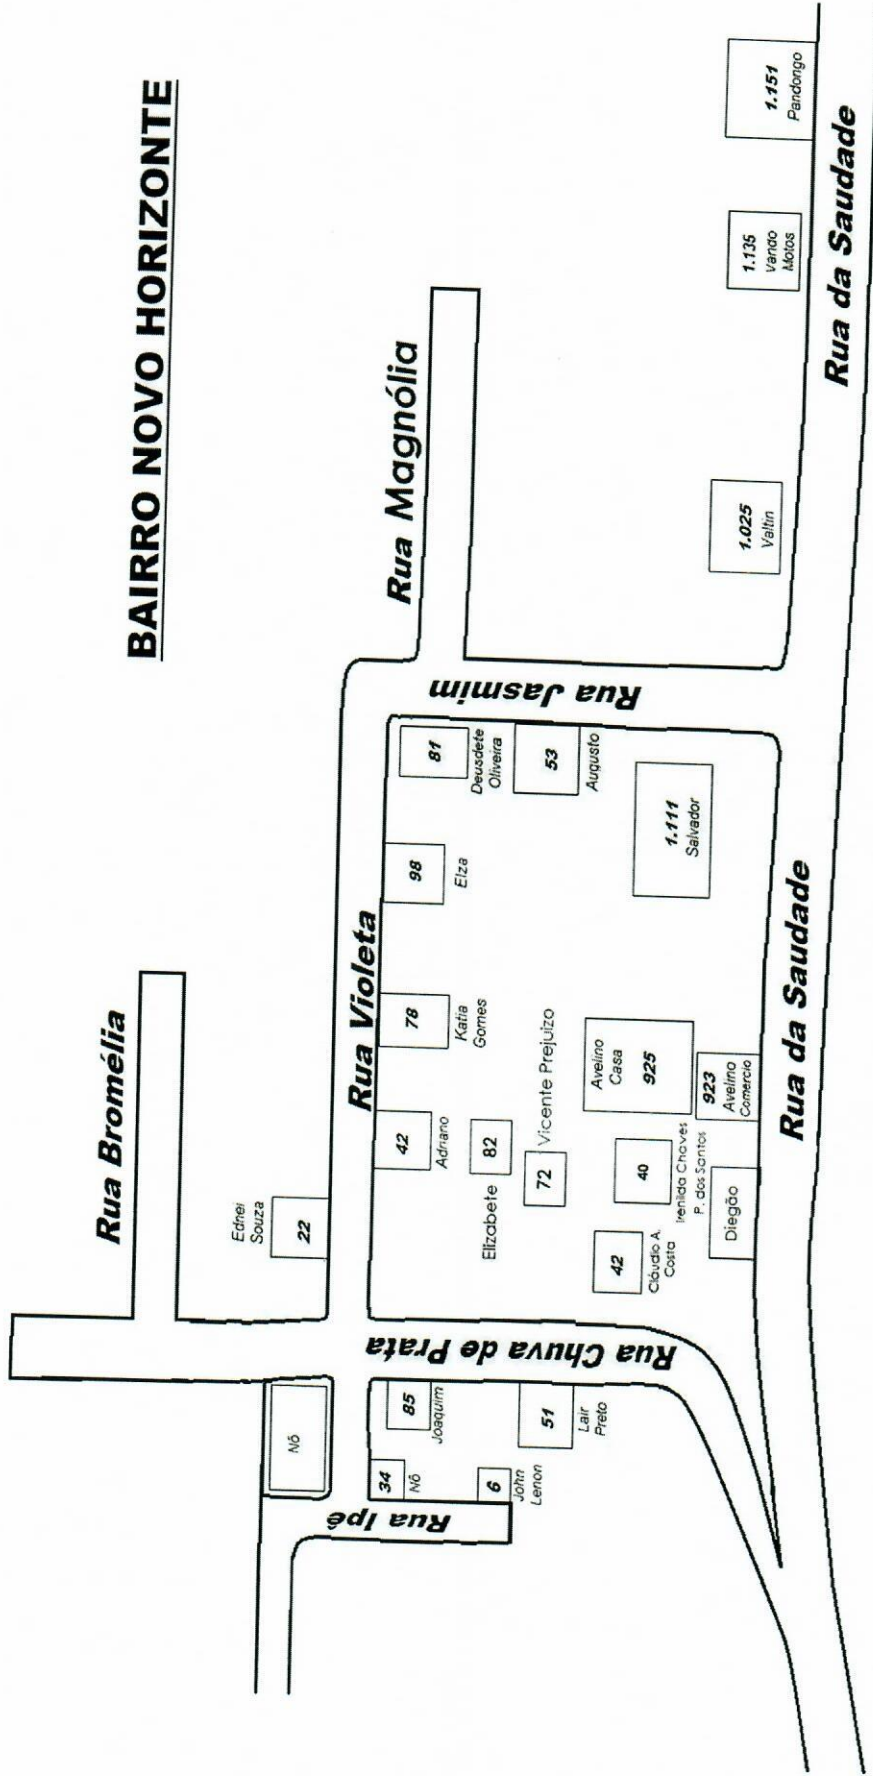 BAIRRO NOVO HORIZONTE
Rua Bromélia
Ednei
Souza
22
Rua Magnólia
Rua Violeta
Rua Jasmim
Nô
Rua Ipê
34
Nô
85
Joaquim
6
John
Lenon
51
Lair
Preto
Rua Chuva de Prata
42
Adriano
78
Katia
Gomes
98
Elza
81
Deusdete
Oliveira
53
Augusto
Elizabete
82
72
Vicente Prejuizo
42
Cláudio A.
Costa
40
Irenilda Chaves
P. dos Santos
Avelino
Casa
925
923
Avelino
Comercio
Diegão
1.111
Salvador
1.025
Valtin
1.135
Vando
Motos
1.151
Pandongo
Rua da Saudade
Rua da Saudade